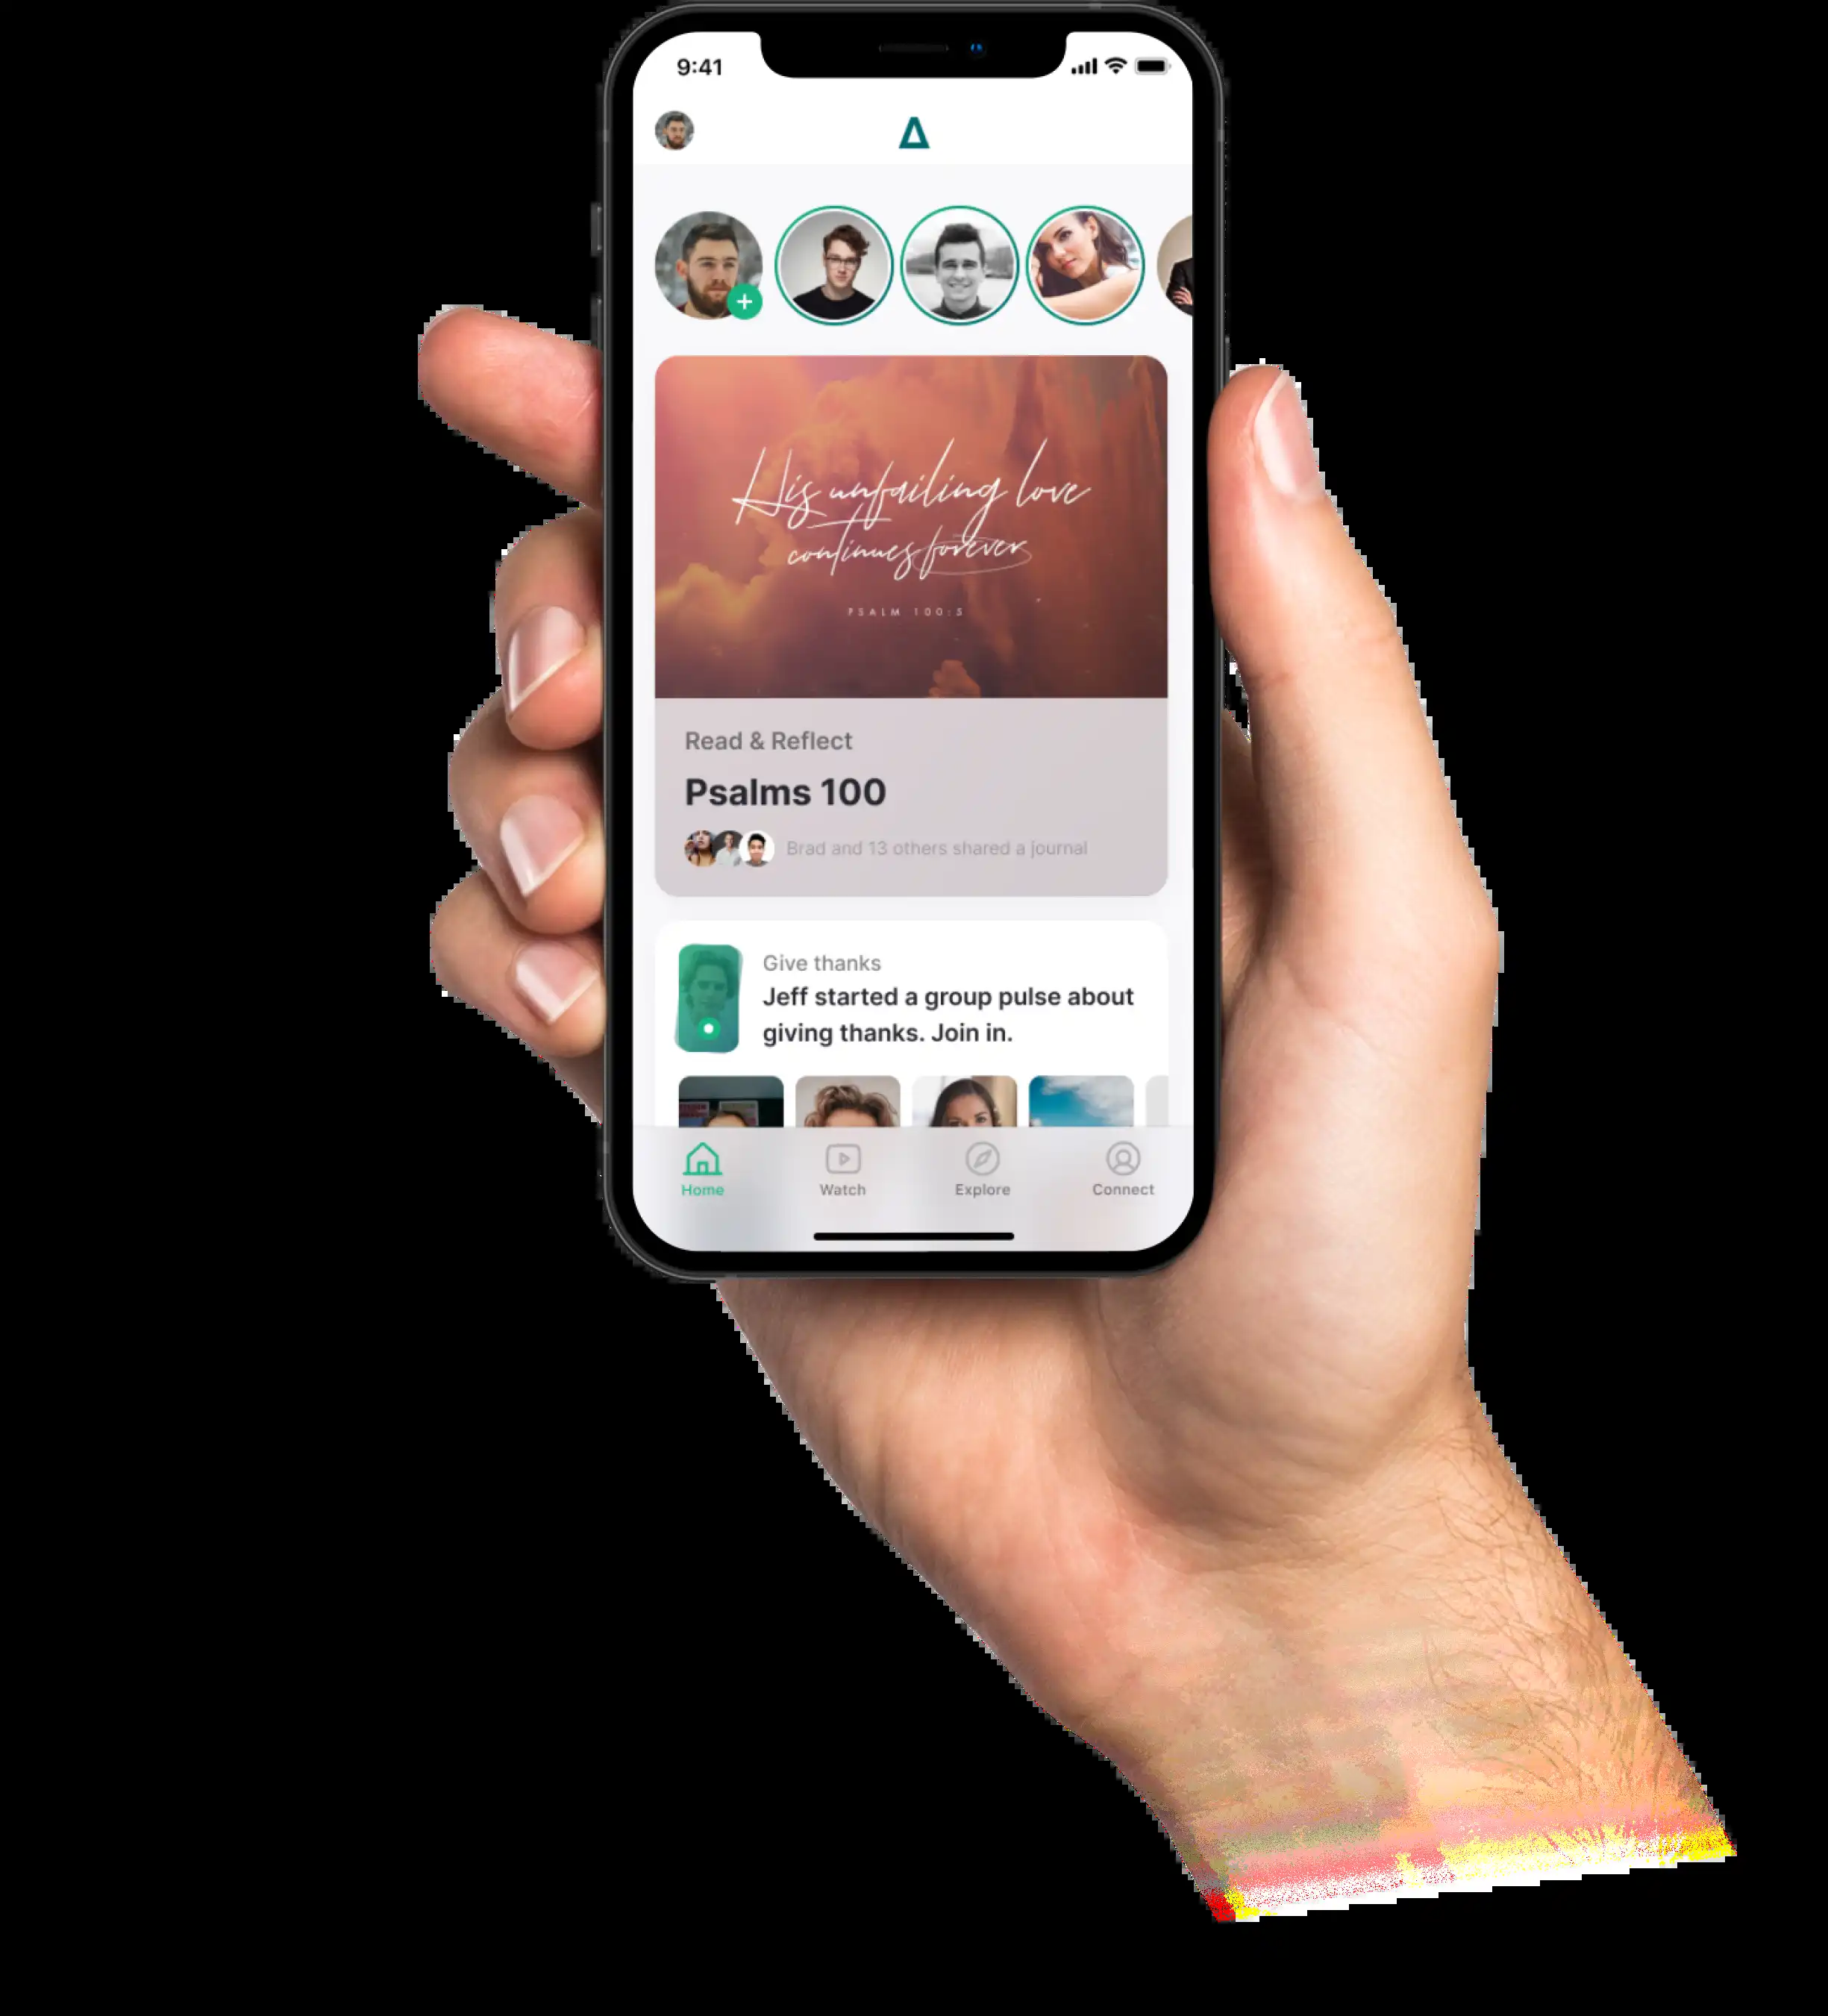 9:41
His unfailing love
continues forever
PSALM 100:5
Read & Reflect
Psalms 100
Brad and 13 others shared a journal
Give thanks
Jeff started a group pulse about
giving thanks. Join in.
Home
Watch
Explore
Connect